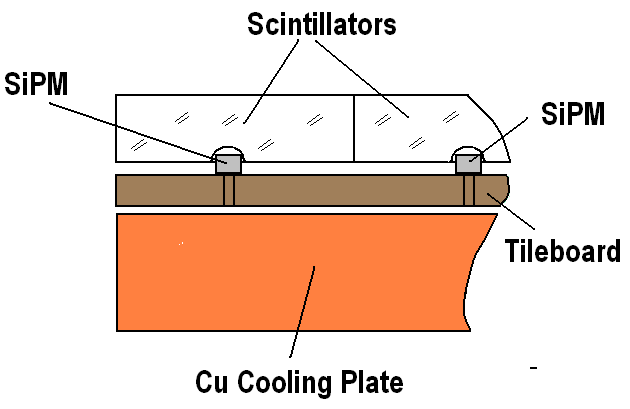 Scintillators
SiPM
SiPM
Tileboard
Cu Cooling Plate